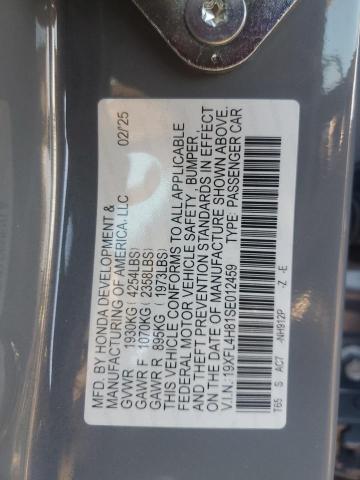 MFD. BY HONDA DEVELOPMENT &
MANUFACTURING OF AMERICA, LLC 02/'25
GVWR 1930KG (4254LBS)
GAWR F 1070KG (2358LBS)
GAWR R 895KG (1973LBS)
THIS VEHICLE CONFORMS TO ALL APPLICABLE
FEDERAL MOTOR VEHICLE SAFETY, BUMPER,
AND THEFT PREVENTION STANDARDS IN EFFECT
ON THE DATE OF MANUFACTURE SHOWN ABOVE.
V.I.N.: 19XFL4H81SE012459 TYPE: PASSENGER CAR
T65 S AC7 -NH912P -Z -E